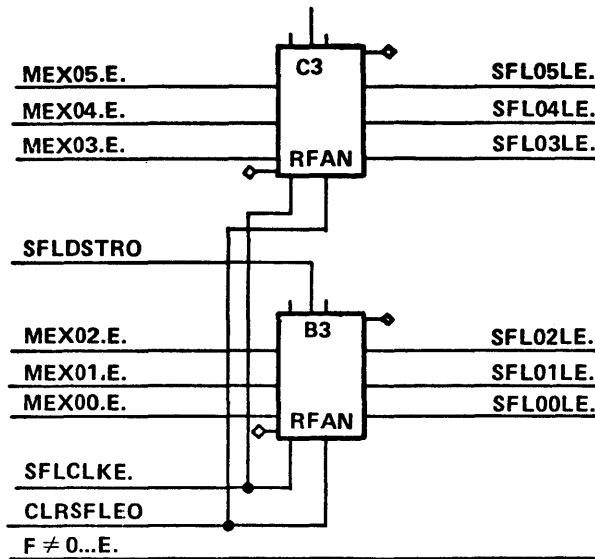 C3
MEX05.E. SFL05LE.
MEX04.E. SFL04LE.
MEX03.E. RFAN SFL03LE.
SFLDSTRO
B3
MEX02.E. SFL02LE.
MEX01.E. SFL01LE.
MEX00.E. RFAN SFL00LE.
SFLCLKE.
CLRSFLEO
F ≠ 0...E.